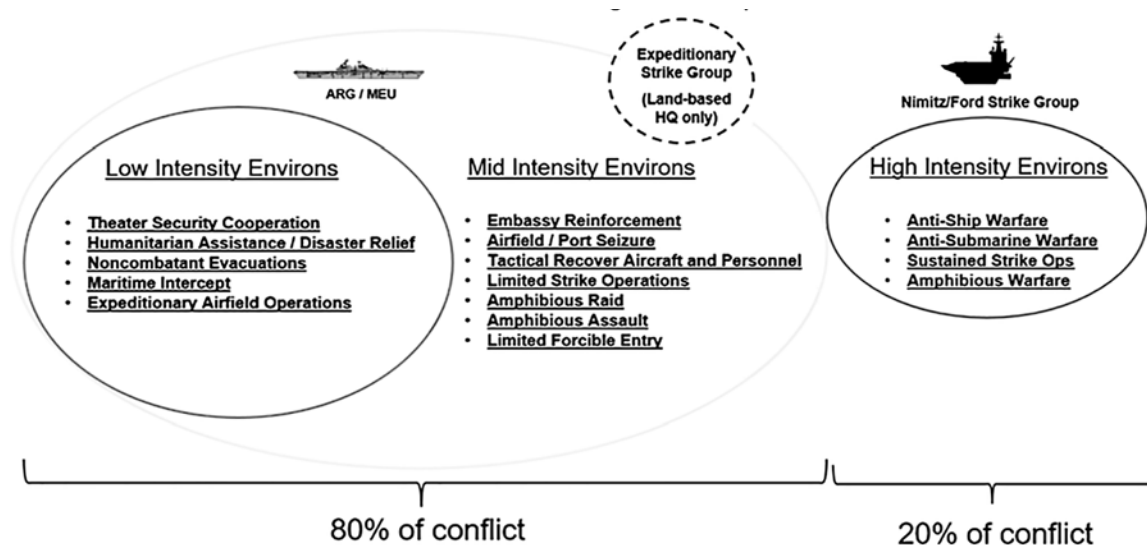 Expeditionary
Strike Group
(Land-based
HQ only)
ARG / MEU
Nimitz/Ford Strike Group
Low Intensity Environs
• Theater Security Cooperation
• Humanitarian Assistance / Disaster Relief
• Noncombatant Evacuations
• Maritime Intercept
• Expeditionary Airfield Operations
Mid Intensity Environs
• Embassy Reinforcement
• Airfield / Port Seizure
• Tactical Recover Aircraft and Personnel
• Limited Strike Operations
• Amphibious Raid
• Amphibious Assault
• Limited Forcible Entry
High Intensity Environs
• Anti-Ship Warfare
• Anti-Submarine Warfare
• Sustained Strike Ops
• Amphibious Warfare
80% of conflict
20% of conflict